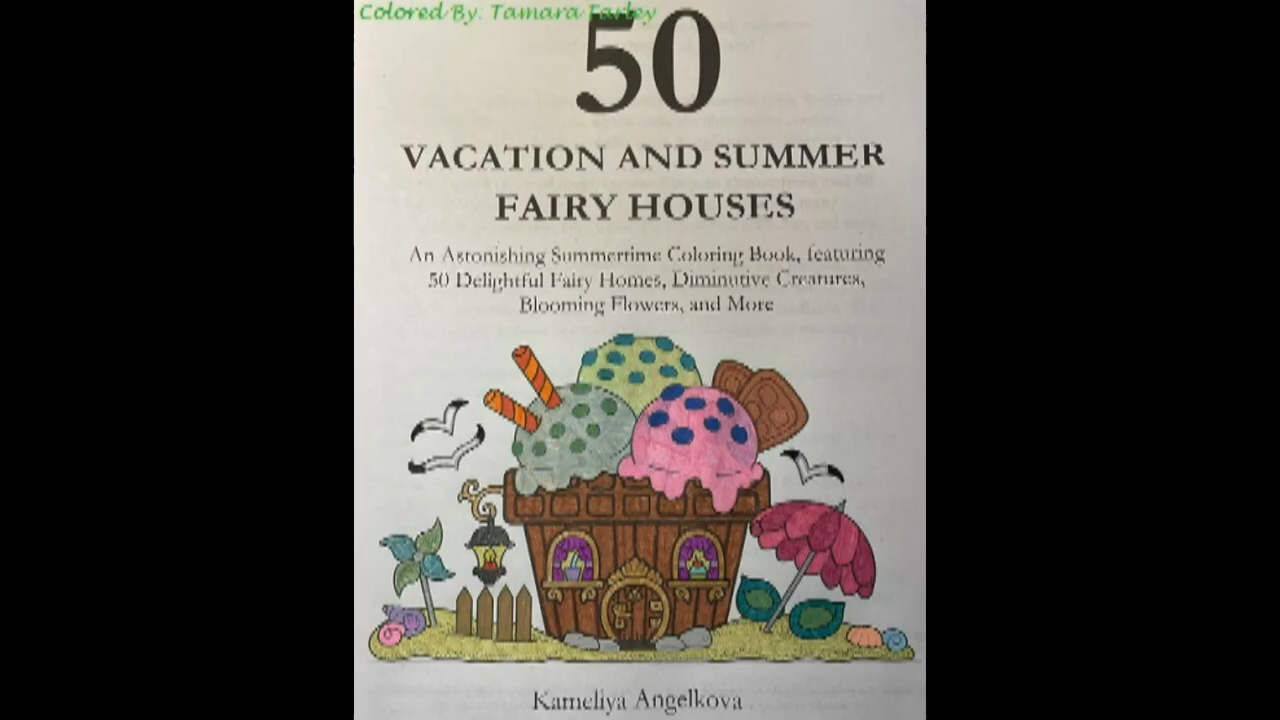 Colored By: Tamara Farley
50
VACATION AND SUMMER
FAIRY HOUSES
An Astonishing Summertime Coloring Book, featuring
50 Delightful Fairy Homes, Diminutive Creatures,
Blooming Flowers, and More
Kameliya Angelkova